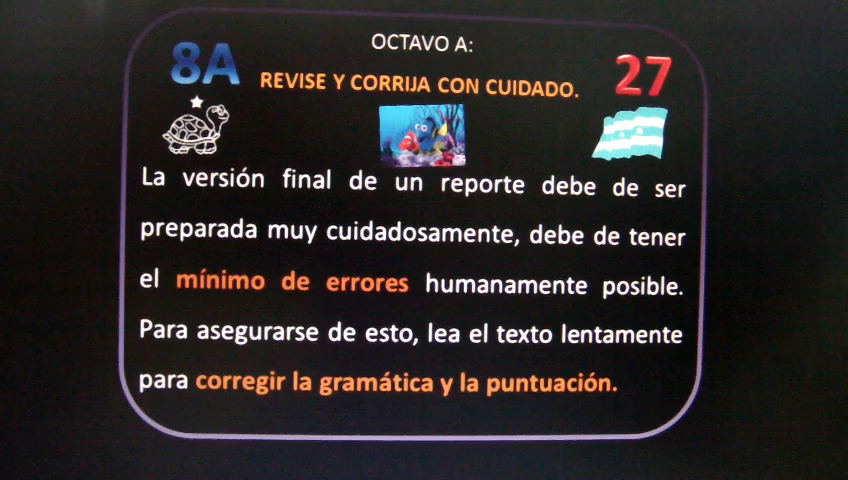 OCTAVO A:
8A
REVISE Y CORRIJA CON CUIDADO.
27
La versión final de un reporte debe de ser
preparada muy cuidadosamente, debe de tener
el mínimo de errores humanamente posible.
Para asegurarse de esto, lea el texto lentamente
para corregir la gramática y la puntuación.